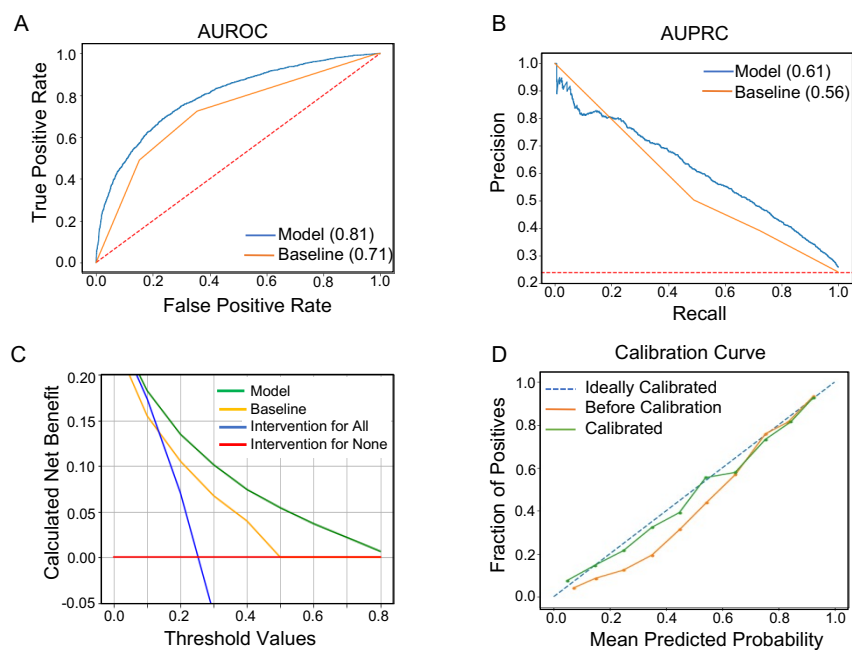 A
AUROC
True Positive Rate
1.0
0.8
0.6
0.4
0.2
0.0
Model (0.81)
Baseline (0.71)
0.0 0.2 0.4 0.6 0.8 1.0
False Positive Rate
B
AUPRC
Precision
1.0
0.9
0.8
0.7
0.6
0.5
0.4
0.3
0.2
Model (0.61)
Baseline (0.56)
0.0 0.2 0.4 0.6 0.8 1.0
Recall
C
Calculated Net Benefit
0.20
0.15
0.10
0.05
0.00
-0.05
Model
Baseline
Intervention for All
Intervention for None
0.0 0.2 0.4 0.6 0.8
Threshold Values
D
Calibration Curve
Fraction of Positives
1.0
0.8
0.6
0.4
0.2
0.0
Ideally Calibrated
Before Calibration
Calibrated
0.0 0.2 0.4 0.6 0.8 1.0
Mean Predicted Probability